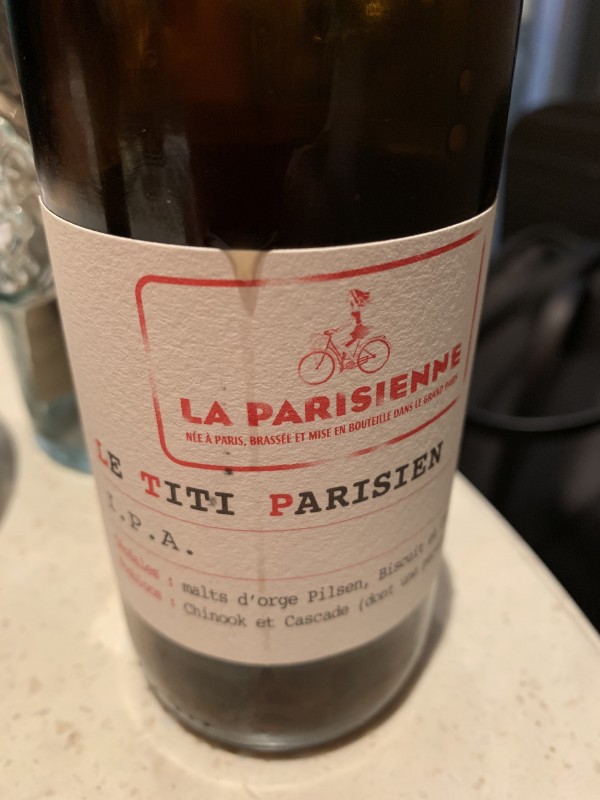 LA PARISIENNE
NÉE À PARIS, BRASSÉE ET MISE EN BOUTEILLE DANS LE GRAND PARIS
LE TITI PARISIEN
I.P.A.
: malts d'orge Pilsen, Biscuit
: Chinook et Cascade (dont une